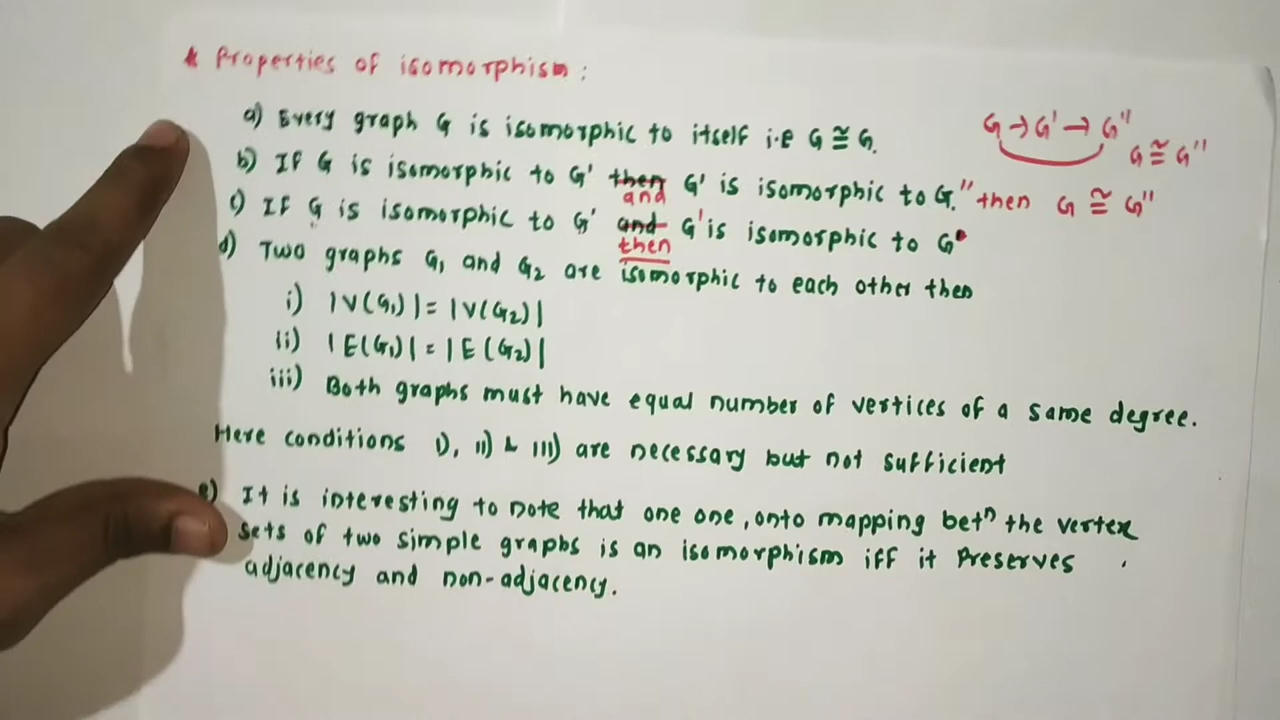 * Properties of isomorphism :
a) Every graph G is isomorphic to itself i.e G ≅ G.
G → G' → G''
G ≅ G''
b) If G is isomorphic to G' then and G' is isomorphic to G.'' then G ≅ G''
c) If G is isomorphic to G' and then G' is isomorphic to G
d) Two graphs G₁ and G₂ are isomorphic to each other then
i) |V(G₁)| = |V(G₂)|
ii) |E(G₁)| = |E(G₂)|
iii) Both graphs must have equal number of vertices of a same degree.
Here conditions i), ii) & iii) are necessary but not sufficient
e) It is interesting to note that one one, onto mapping betⁿ the vertex
sets of two simple graphs is an isomorphism iff it preserves
adjacency and non-adjacency.